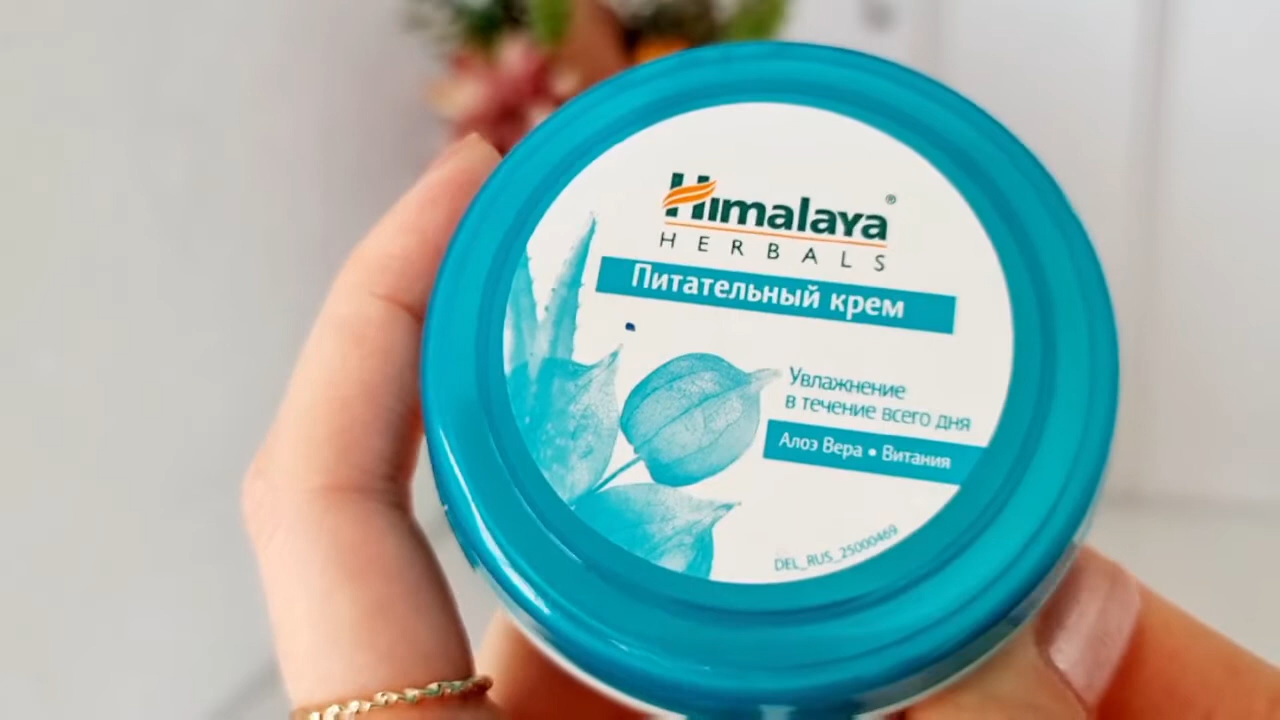 Himalaya®
HERBALS
Питательный крем
Увлажнение
в течение всего дня
Алоэ Вера • Витания
DEL_RUS_25000469